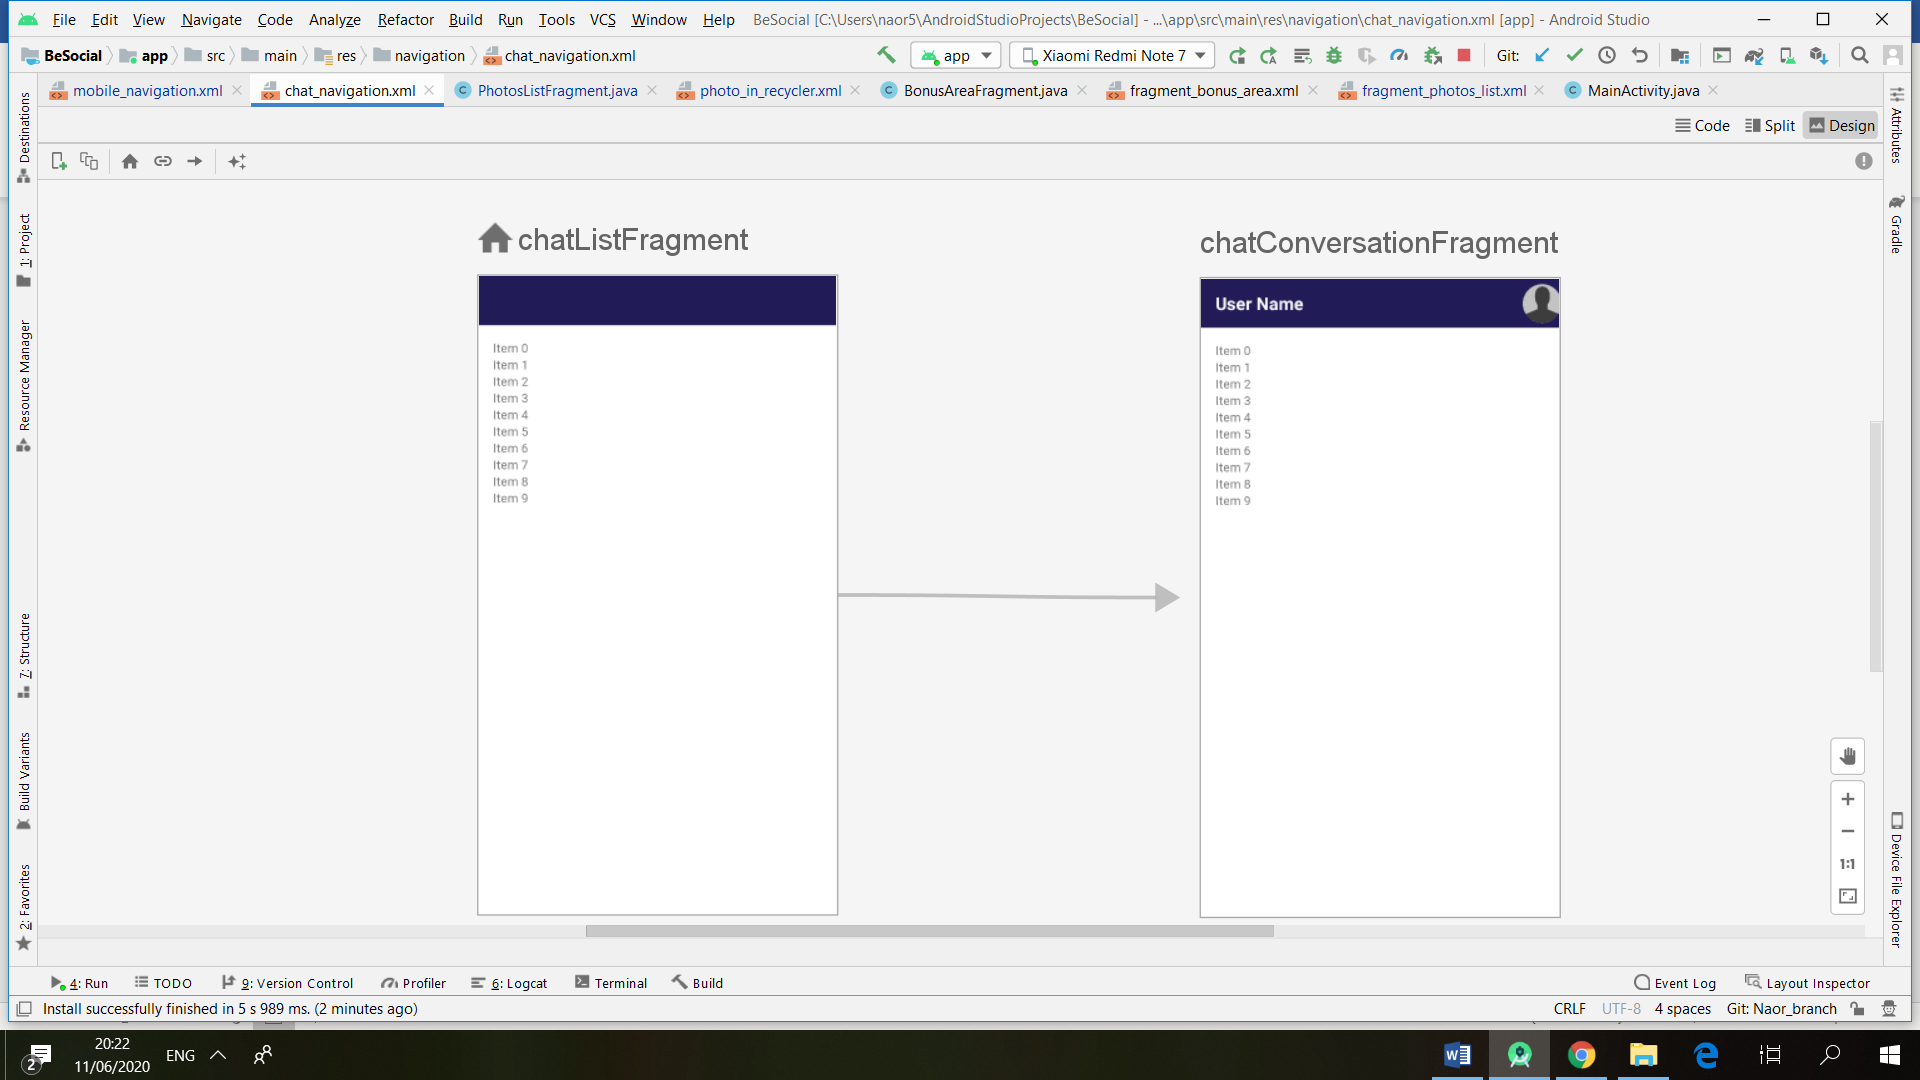 File Edit View Navigate Code Analyze Refactor Build Run Tools VCS Window Help BeSocial [C:\Users\naor5\AndroidStudioProjects\BeSocial] - ...\app\src\main\res\navigation\chat_navigation.xml [app] - Android Studio
BeSocial app src main res navigation chat_navigation.xml app Xiaomi Redmi Note 7 Git:
mobile_navigation.xml chat_navigation.xml PhotosListFragment.java photo_in_recycler.xml BonusAreaFragment.java fragment_bonus_area.xml fragment_photos_list.xml MainActivity.java
Code Split Design
Destinations
1: Project
Resource Manager
7: Structure
Build Variants
2: Favorites
Attributes
Gradle
Device File Explorer
chatListFragment
Item 0
Item 1
Item 2
Item 3
Item 4
Item 5
Item 6
Item 7
Item 8
Item 9
chatConversationFragment
User Name
Item 0
Item 1
Item 2
Item 3
Item 4
Item 5
Item 6
Item 7
Item 8
Item 9
1:1
4: Run TODO 9: Version Control Profiler 6: Logcat Terminal Build Event Log Layout Inspector
Install successfully finished in 5 s 989 ms. (2 minutes ago) CRLF UTF-8 4 spaces Git: Naor_branch
2
20:22
11/06/2020
ENG